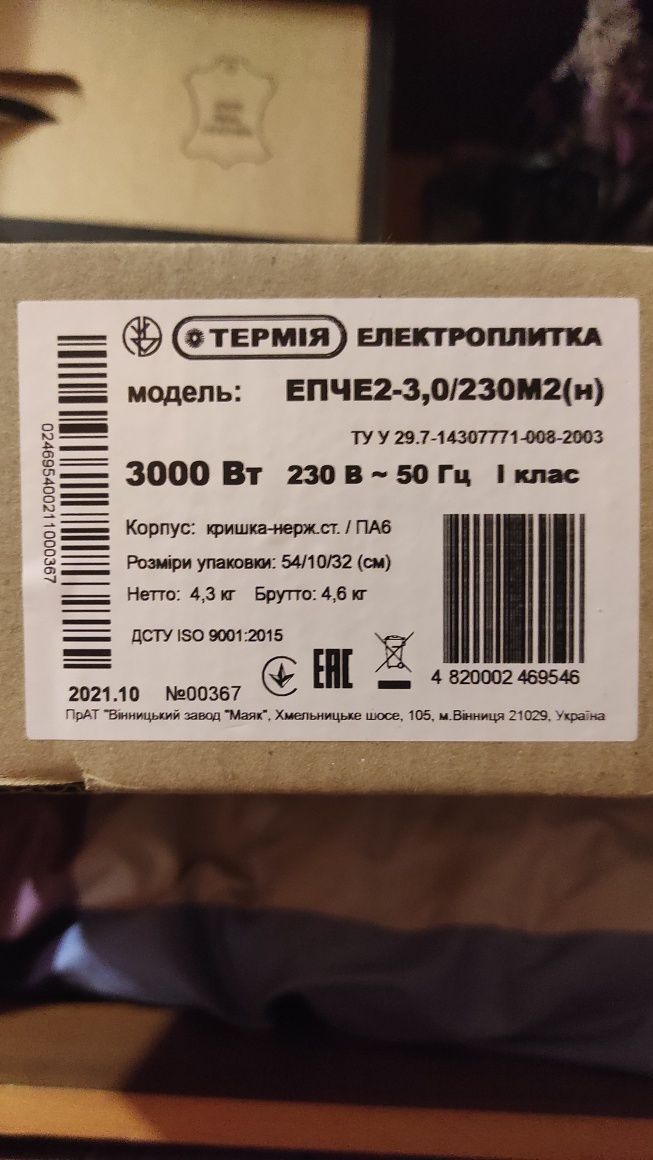 ТЕРМІЯ ЕЛЕКТРОПЛИТКА
модель: ЕПЧЕ2-3,0/230М2(н)
ТУ У 29.7-14307771-008-2003
3000 Вт 230 В ~ 50 Гц І клас
Корпус: кришка-нерж.ст. / ПА6
Розміри упаковки: 54/10/32 (см)
Нетто: 4,3 кг Брутто: 4,6 кг
ДСТУ ISO 9001:2015
EAC
4 820002 469546
2021.10 №00367
ПрАТ "Вінницький завод "Маяк", Хмельницьке шосе, 105, м.Вінниця 21029, Україна
024695400211000367